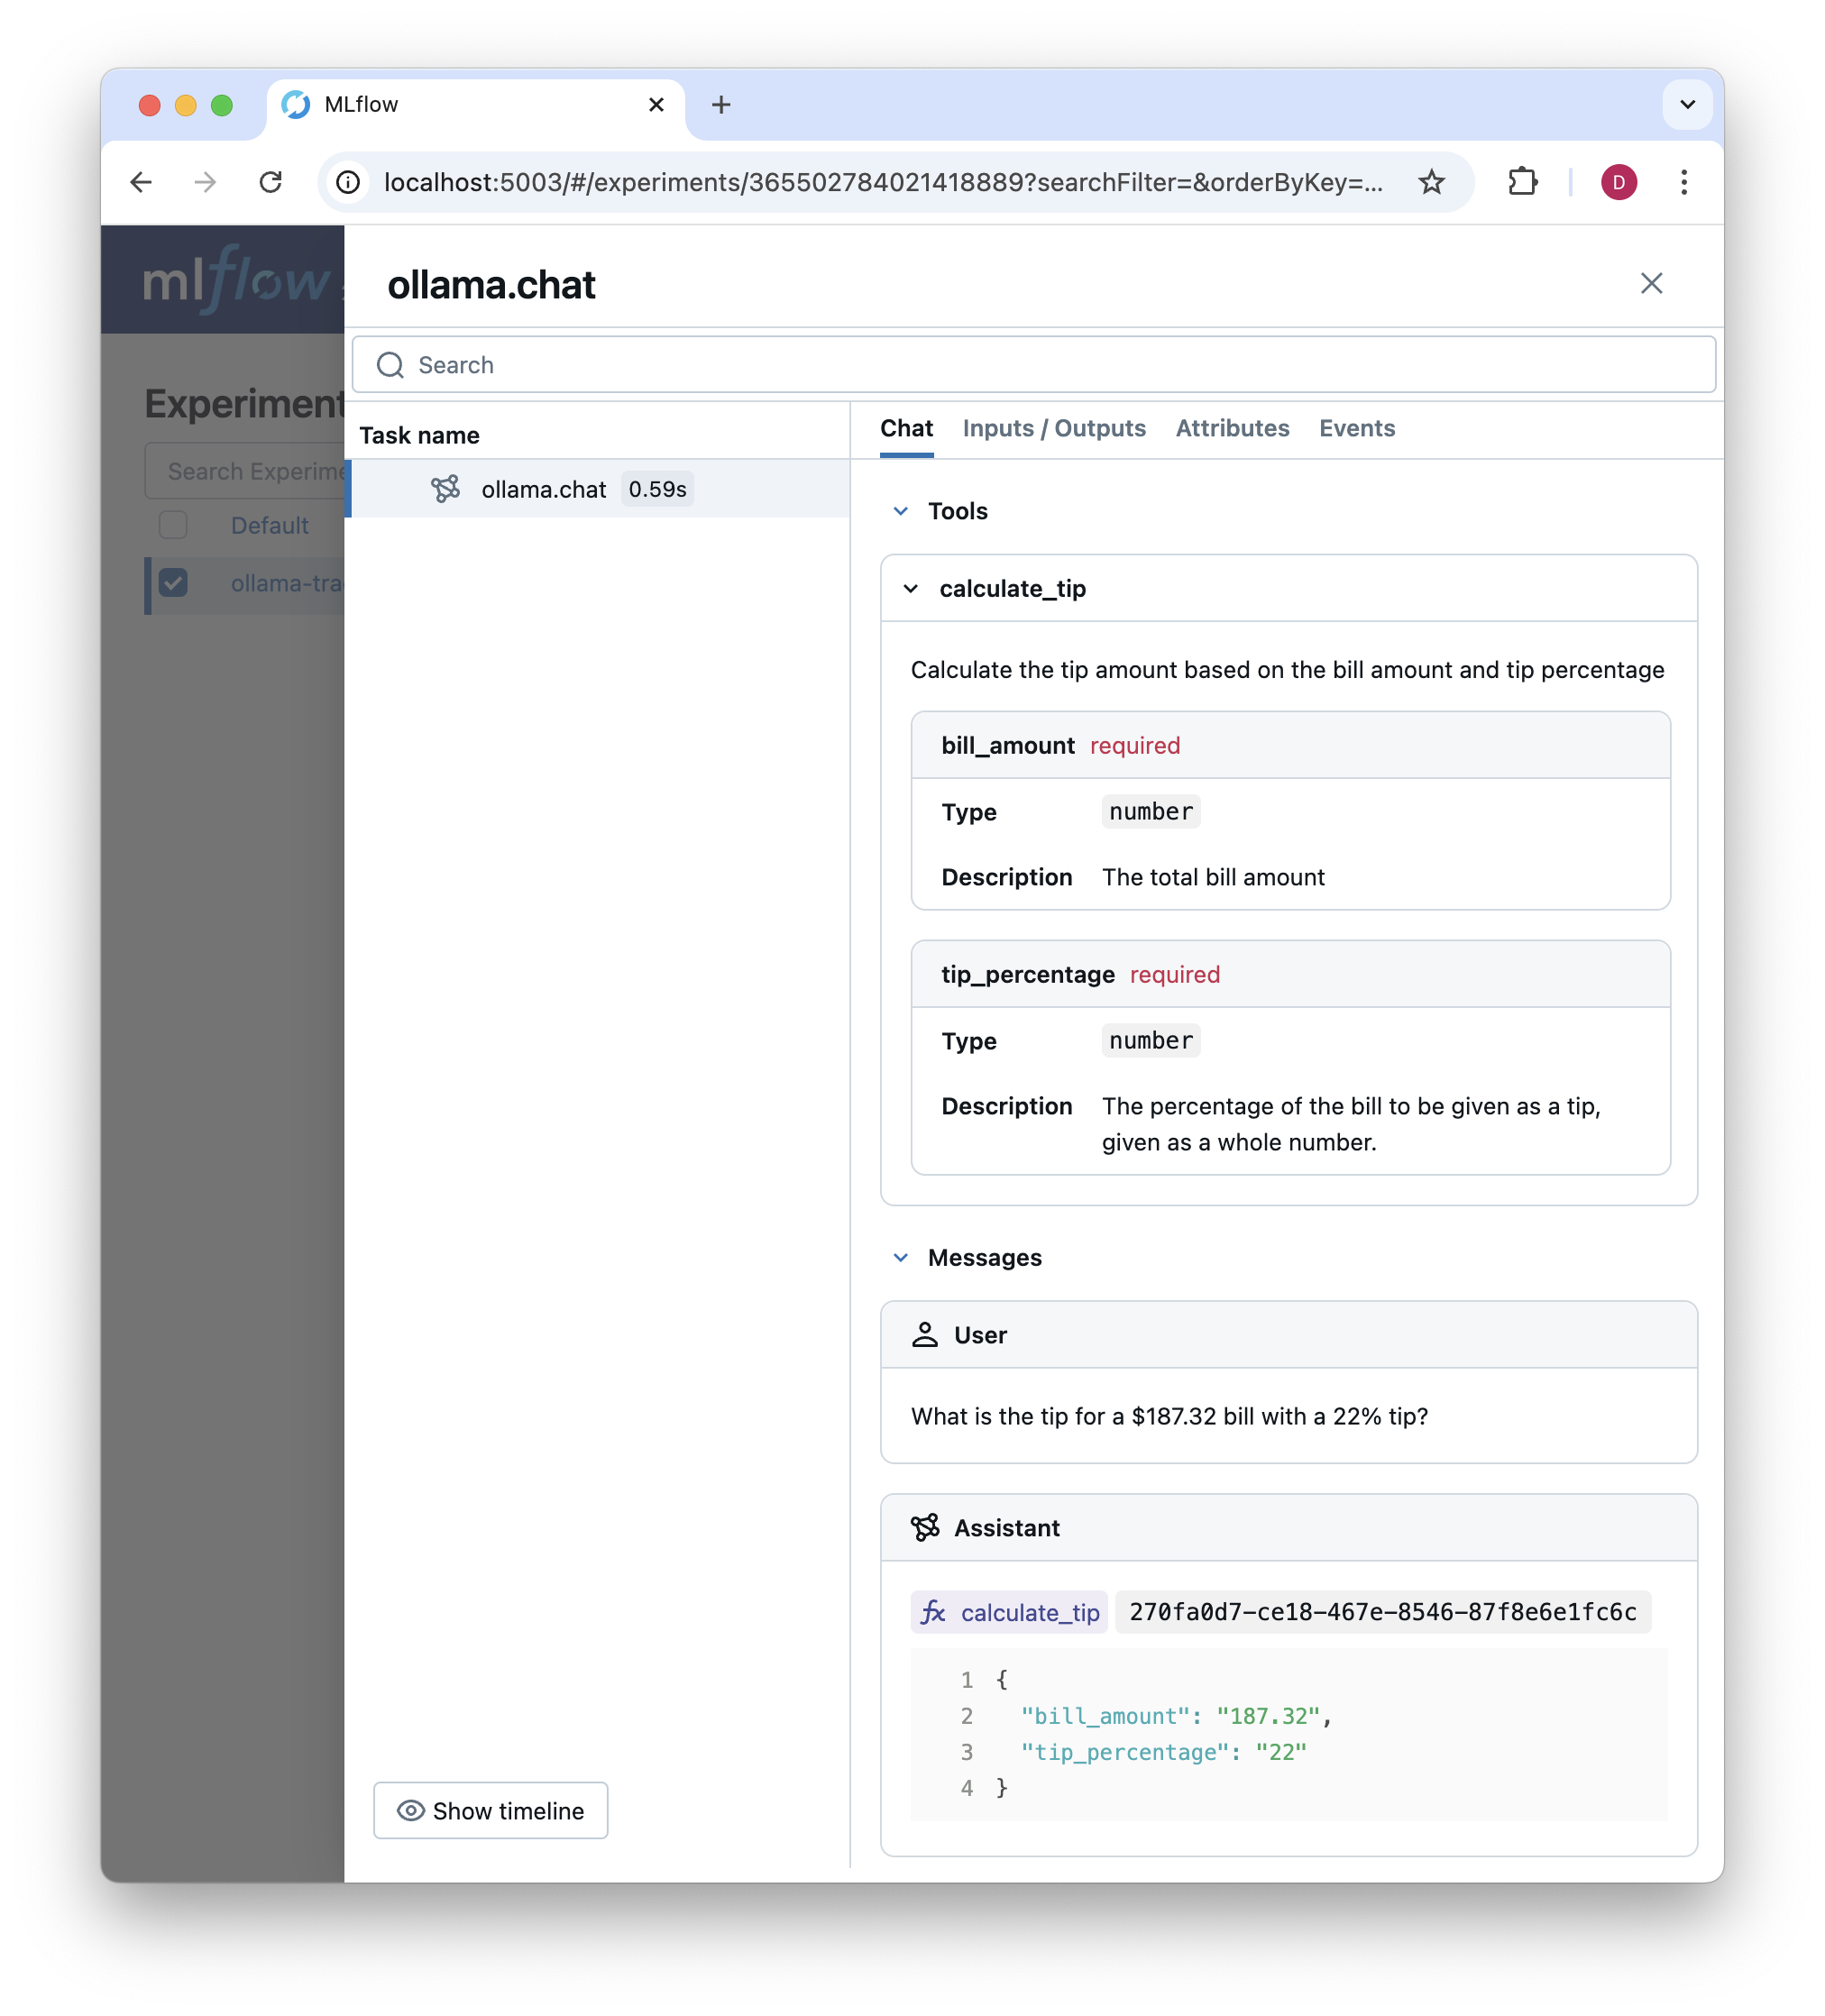 MLflow
localhost:5003/#/experiments/365502784021418889?searchFilter=&orderByKey=...
D
mlflow
ollama.chat
Experiment
Search
Search Experime
Task name
Chat Inputs / Outputs Attributes Events
ollama.chat 0.59s
Default
ollama-tra
Tools
calculate_tip
Calculate the tip amount based on the bill amount and tip percentage
bill_amount required
Type number
Description The total bill amount
tip_percentage required
Type number
Description The percentage of the bill to be given as a tip,
given as a whole number.
Messages
User
What is the tip for a $187.32 bill with a 22% tip?
Assistant
fx calculate_tip 270fa0d7-ce18-467e-8546-87f8e6e1fc6c
1 {
2 "bill_amount": "187.32",
3 "tip_percentage": "22"
4 }
Show timeline